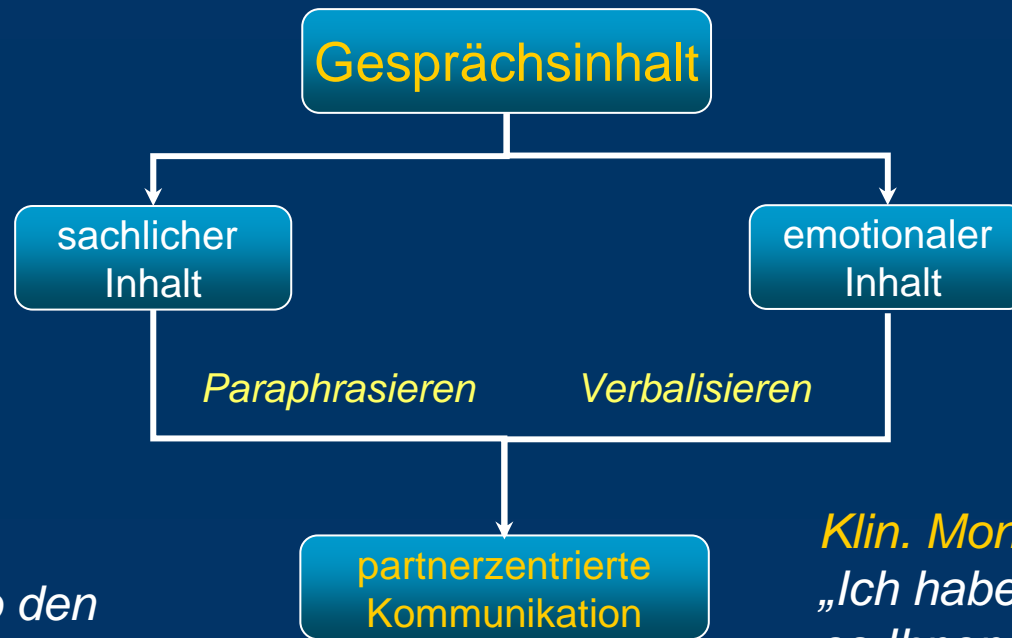 Gesprächsinhalt
sachlicher
Inhalt
emotionaler
Inhalt
Paraphrasieren
Verbalisieren
partnerzentrierte
Kommunikation
den
Klin.
„Ich habe